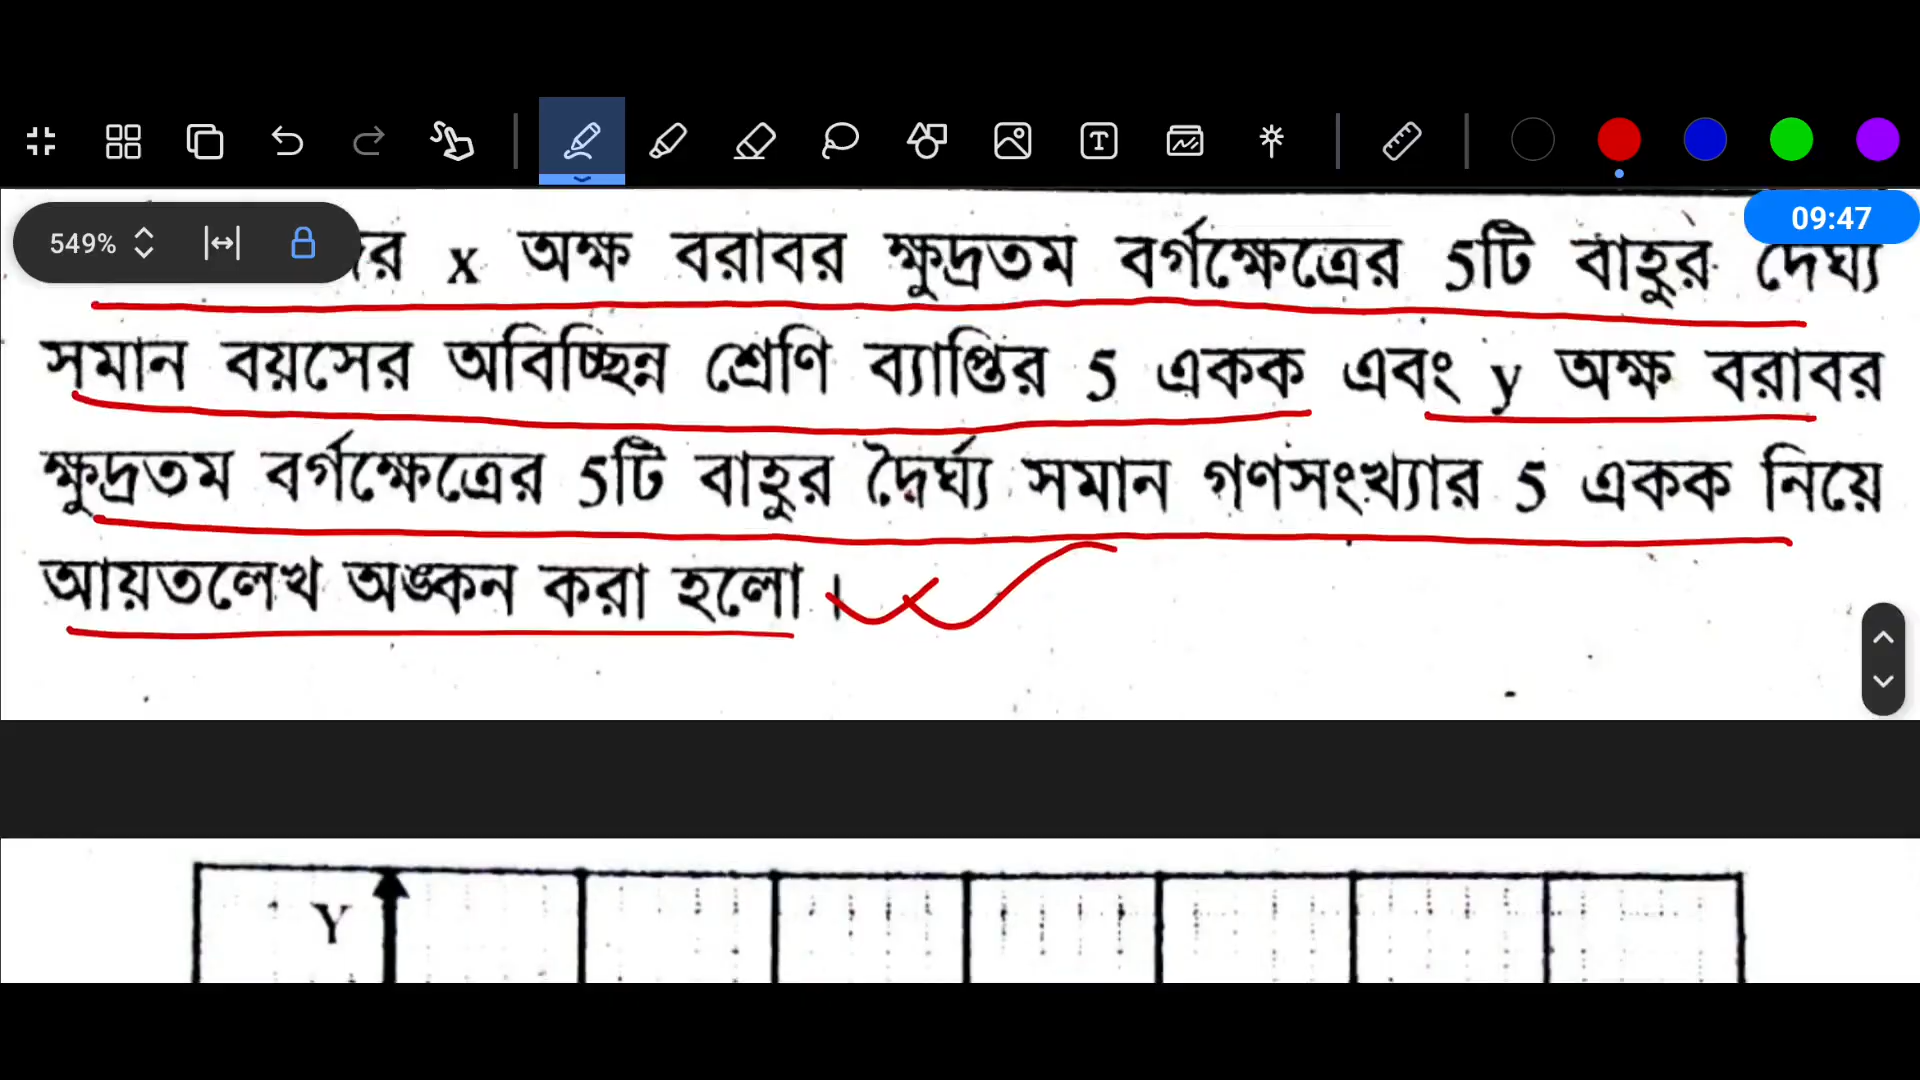 549%
09:47
র x অক্ষ বরাবর ক্ষুদ্রতম বর্গক্ষেত্রের 5টি বাহুর দৈর্ঘ্য
সমান বয়সের অবিচ্ছিন্ন শ্রেণি ব্যাপ্তির 5 একক এবং y অক্ষ বরাবর
ক্ষুদ্রতম বর্গক্ষেত্রের 5টি বাহুর দৈর্ঘ্য সমান গণসংখ্যার 5 একক নিয়ে
আয়তলেখ অঙ্কন করা হলো।
Y